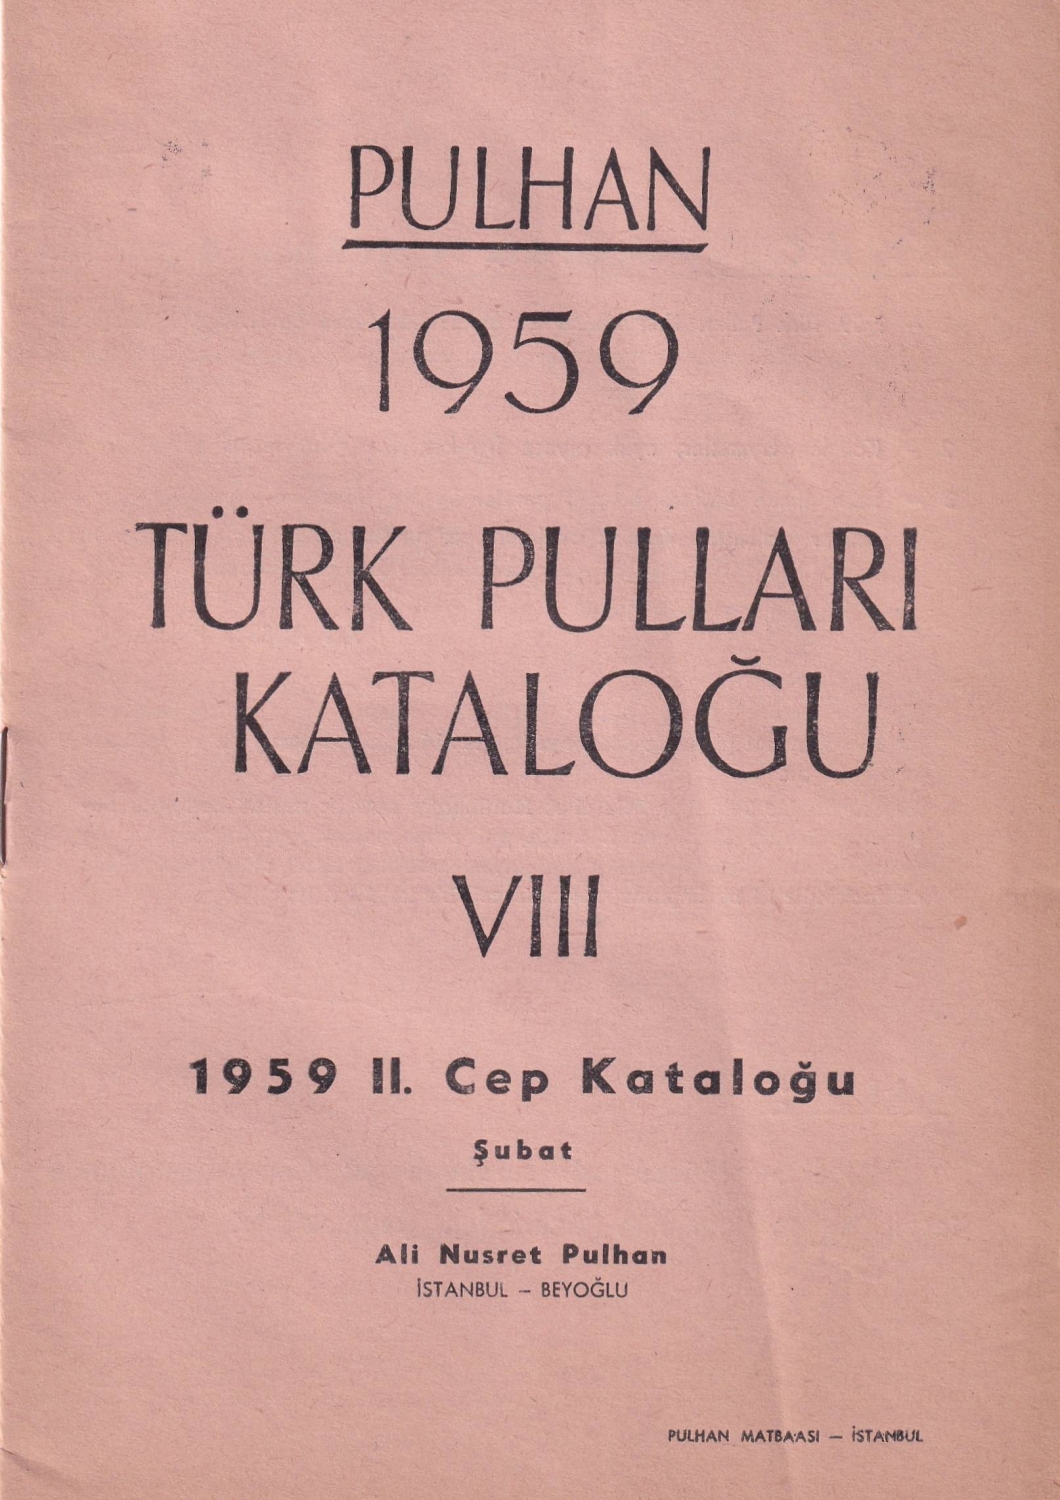 PULHAN
1959
TÜRK PULLARI
KATALOĞU
VIII
1959 II. Cep Kataloğu
Şubat
Ali Nusret Pulhan
İSTANBUL – BEYOĞLU
PULHAN MATBAASI — İSTANBUL